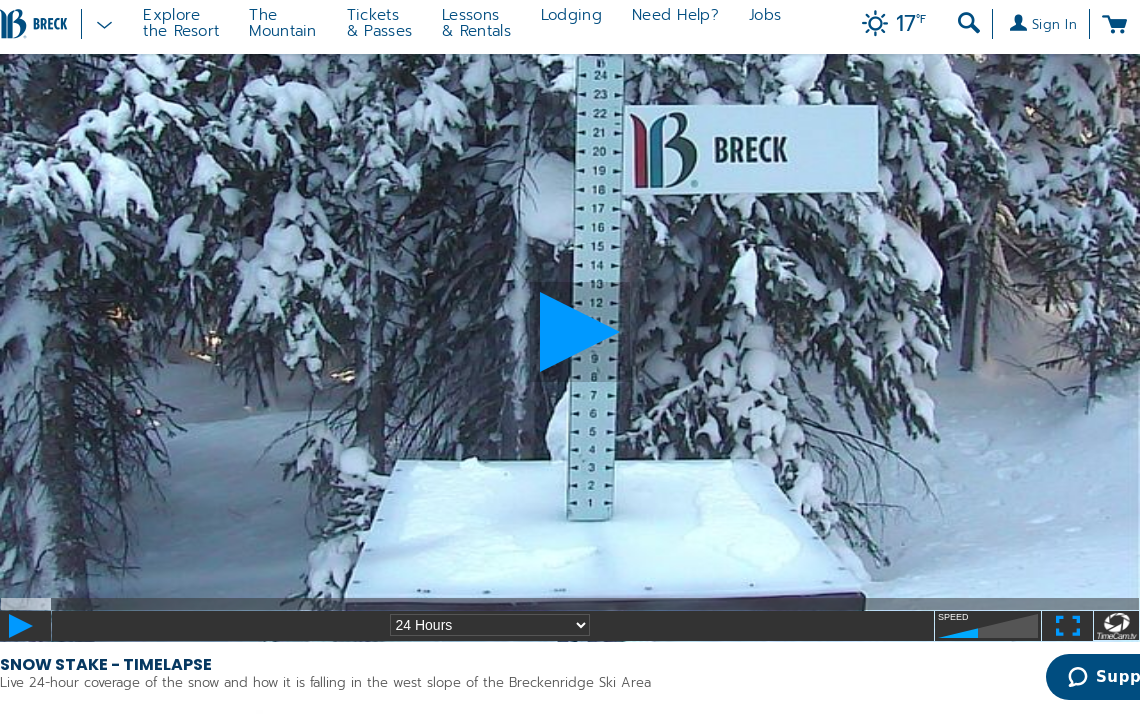 BRECK
Explore
the Resort
The
Mountain
Tickets
& Passes
Lessons
& Rentals
Lodging
Need Help?
Jobs
17°F
Sign In
24
23
22
21
20
19
18
17
16
15
14
13
12
9
8
7
6
5
4
3
2
1
B BRECK
24 Hours
SPEED
TimeCam.tv
SNOW STAKE - TIMELAPSE
Live 24-hour coverage of the snow and how it is falling in the west slope of the Breckenridge Ski Area
Supp